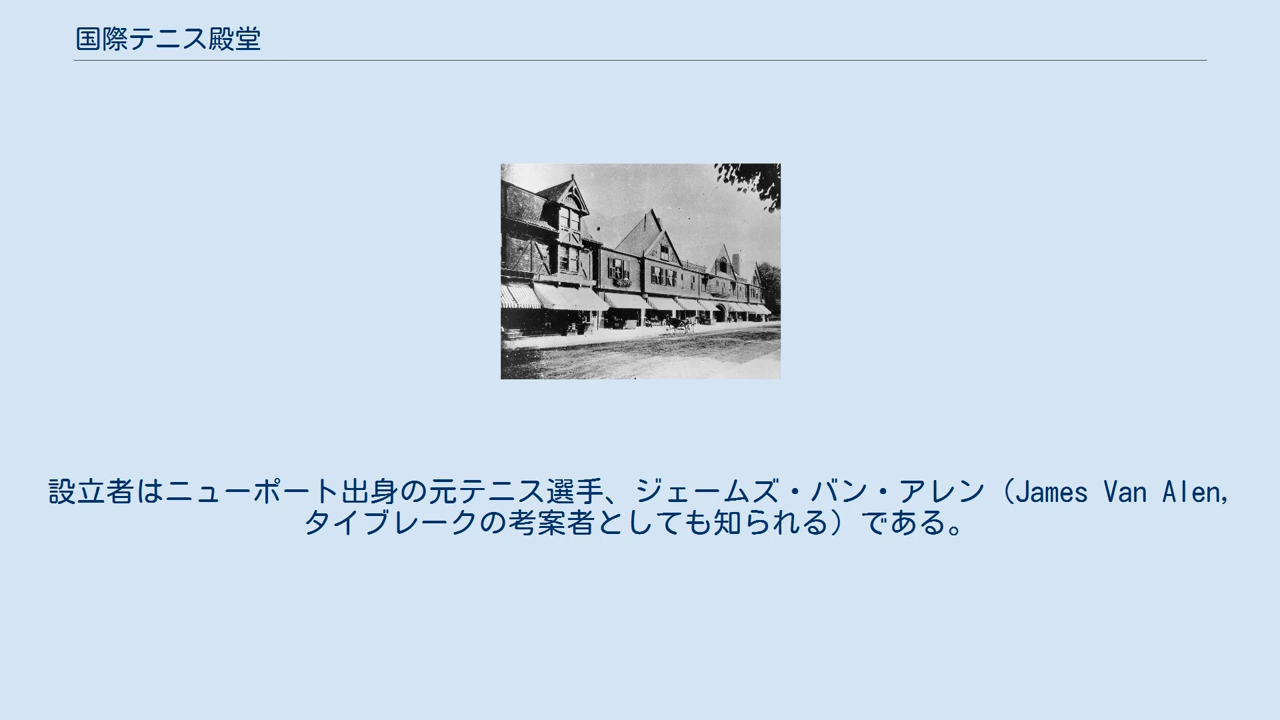 国際テニス殿堂
設立者はニューポート出身の元テニス選手、ジェームズ・バン・アレン（James Van Alen,
タイブレークの考案者としても知られる）である。